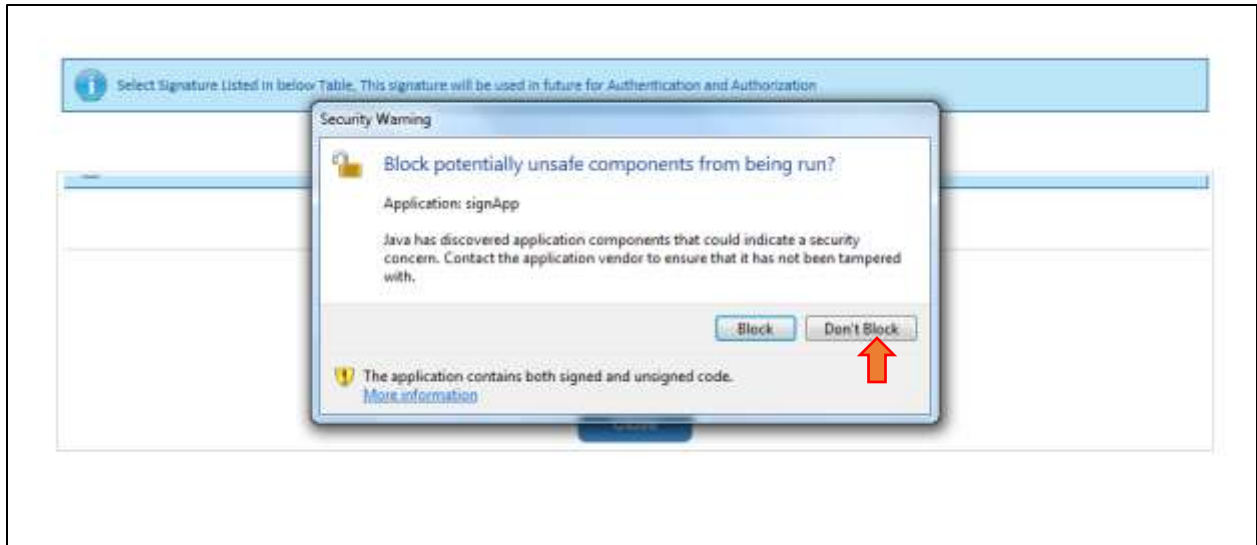 Select Signature Listed in below Table, This signature will be used in future for Authentication and Authorization
Security Warning
Block potentially unsafe components from being run?
Application: signApp
Java has discovered application components that could indicate a security
concern. Contact the application vendor to ensure that it has not been tampered
with.
Block Don't Block
The application contains both signed and unsigned code.
More information